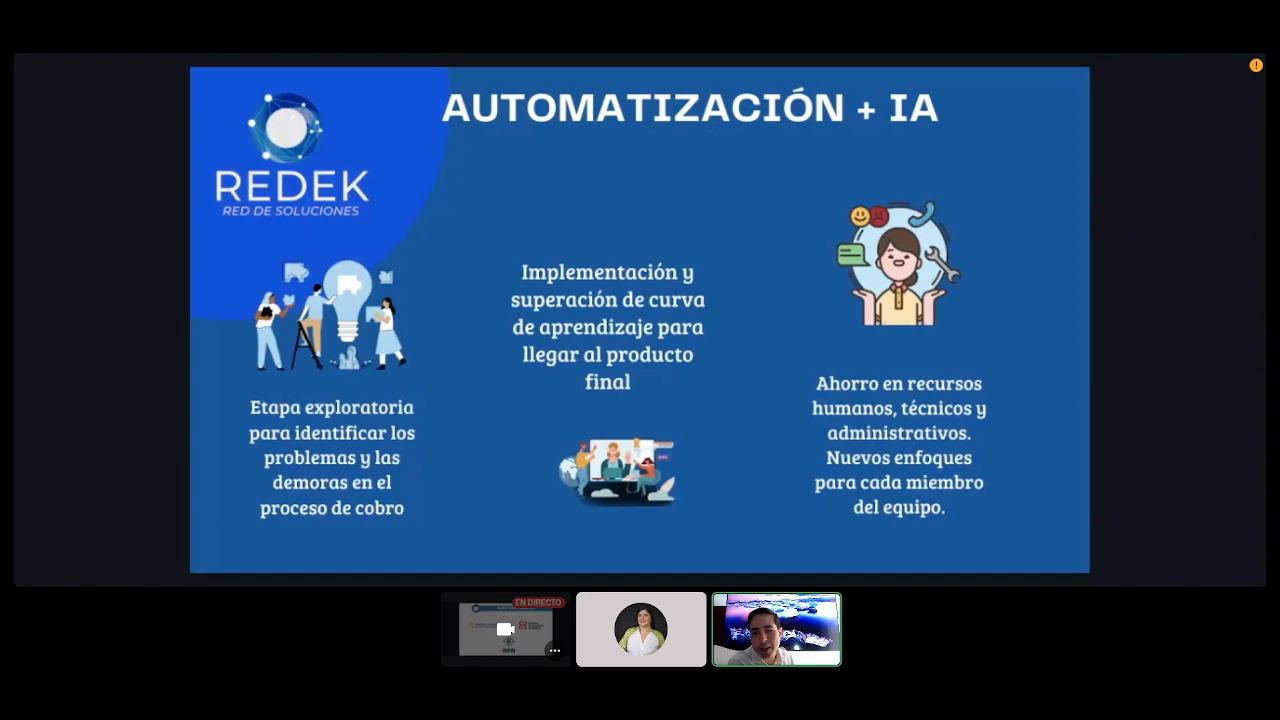 AUTOMATIZACIÓN + IA
REDEK
RED DE SOLUCIONES
Etapa exploratoria
para identificar los
problemas y las
demoras en el
proceso de cobro
Implementación y
superación de curva
de aprendizaje para
llegar al producto
final
Ahorro en recursos
humanos, técnicos y
administrativos.
Nuevos enfoques
para cada miembro
del equipo.
EN DIRECTO